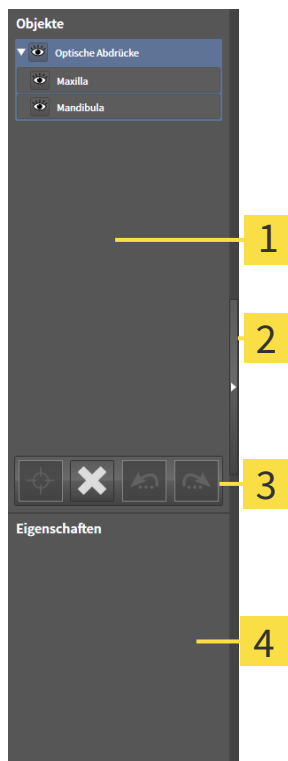 Objekte
Optische Abdrücke
Maxilla
Mandibula
1
2
3
Eigenschaften
4